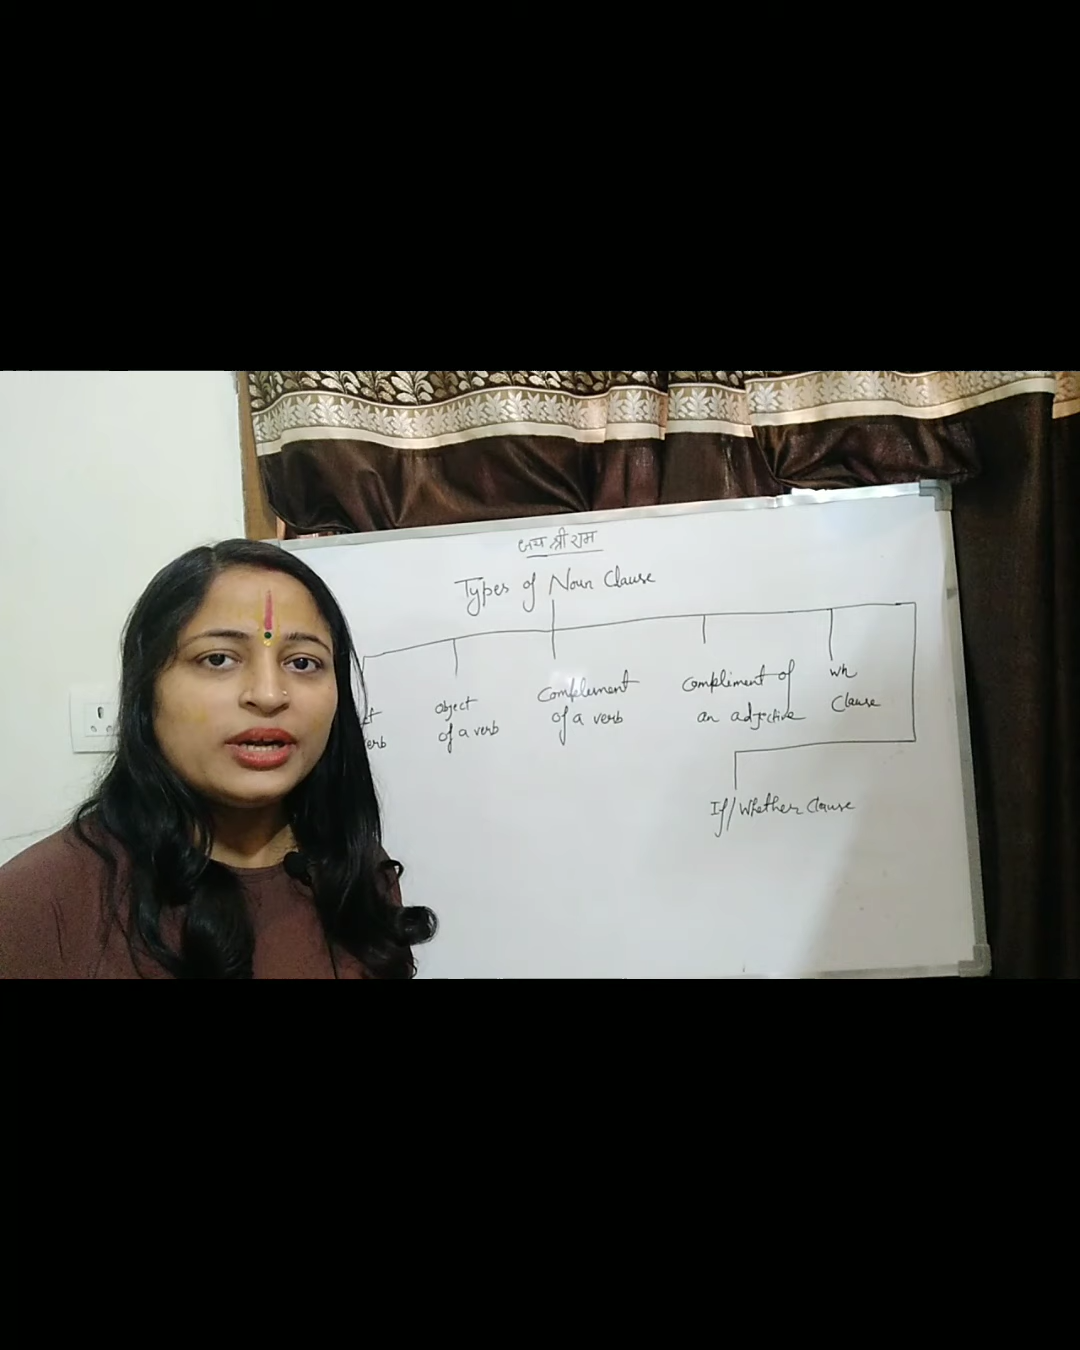 जय श्री राम
Types of Noun Clause
object
of a verb
Complement
of a verb
Compliment of
an adjective
Wh
Clause
If/Whether Clause